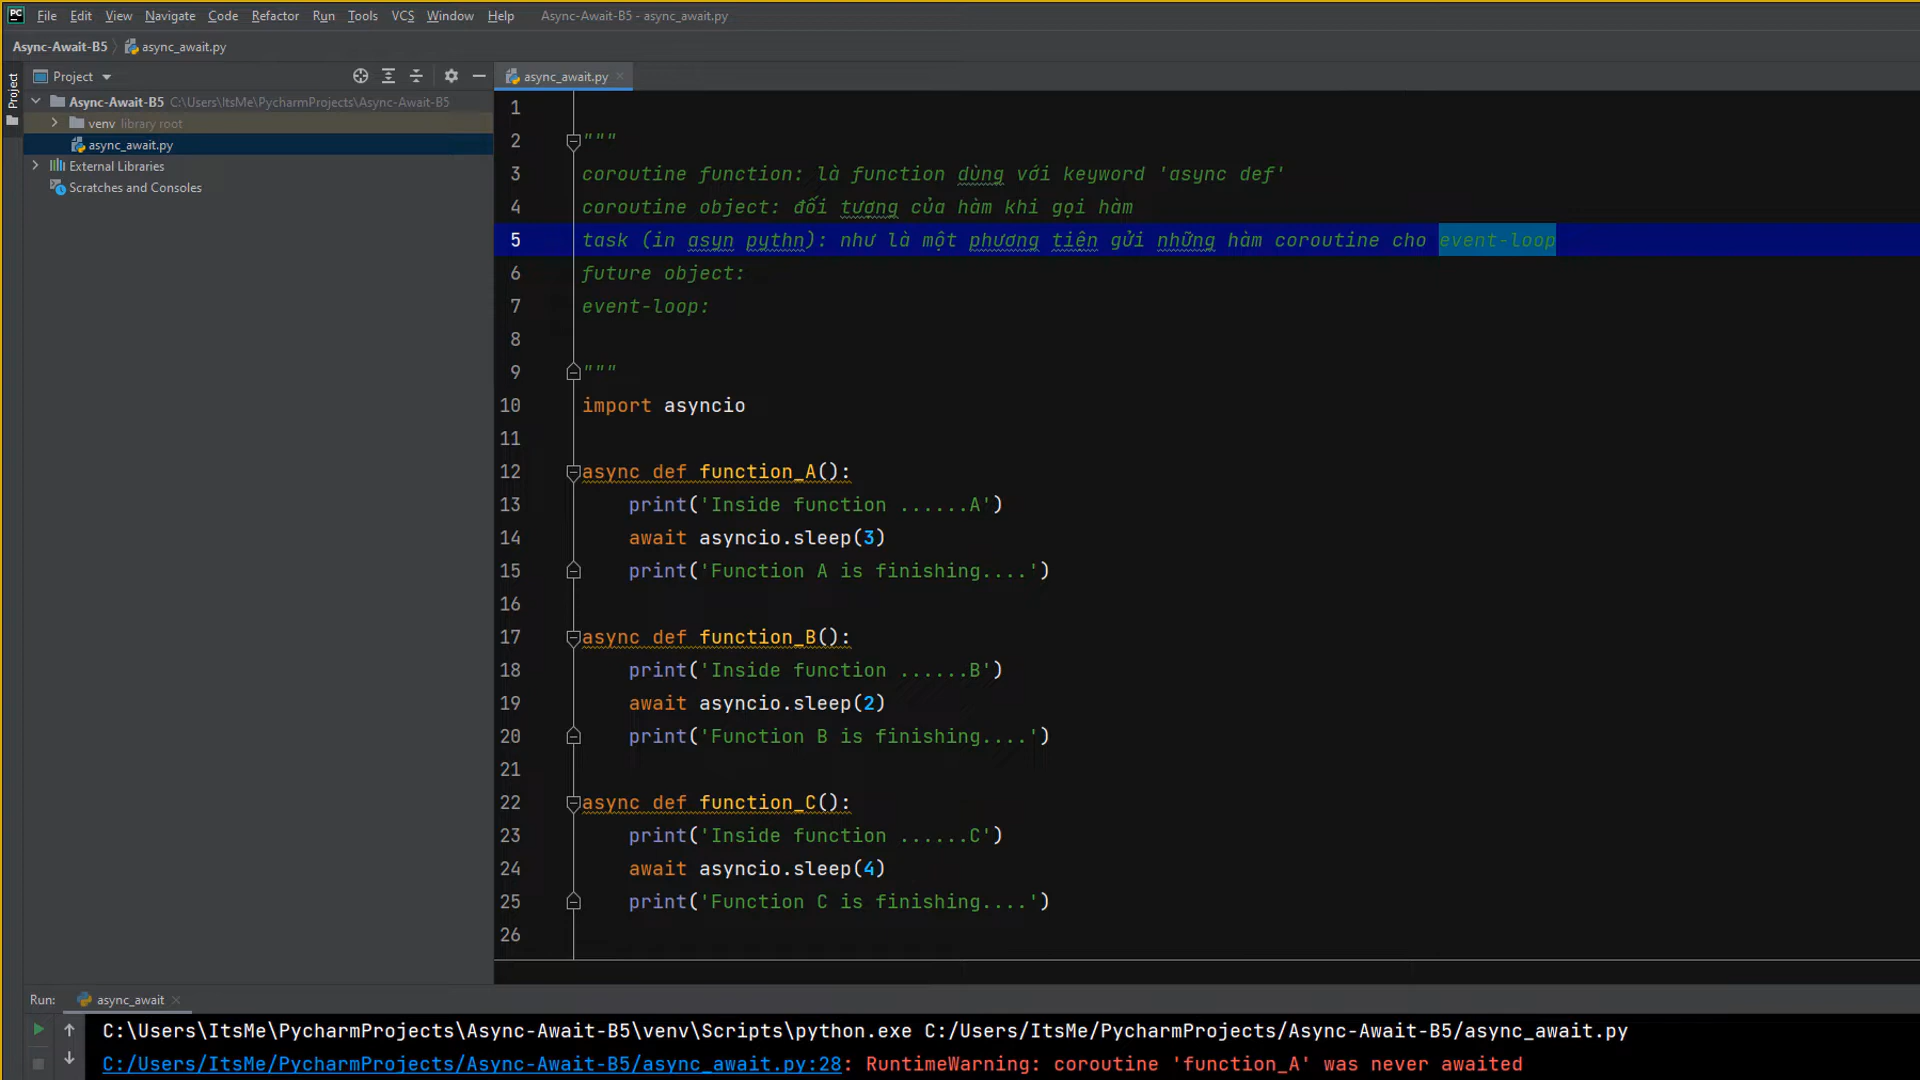 PC File Edit View Navigate Code Refactor Run Tools VCS Window Help Async-Await-B5 - async_await.py
Async-Await-B5 async_await.py
Project
Project
async_await.py
Async-Await-B5 C:\Users\ItsMe\PycharmProjects\Async-Await-B5
venv library root
async_await.py
External Libraries
Scratches and Consoles
1
2 """
3 coroutine function: là function dùng với keyword 'async def'
4 coroutine object: đối tượng của hàm khi gọi hàm
5 task (in asyn pythn): như là một phương tiên gửi những hàm coroutine cho event-loop
6 future object:
7 event-loop:
8
9 """
10 import asyncio
11
12 async def function_A():
13 print('Inside function ......A')
14 await asyncio.sleep(3)
15 print('Function A is finishing....')
16
17 async def function_B():
18 print('Inside function ......B')
19 await asyncio.sleep(2)
20 print('Function B is finishing....')
21
22 async def function_C():
23 print('Inside function ......C')
24 await asyncio.sleep(4)
25 print('Function C is finishing....')
26
Run: async_await
C:\Users\ItsMe\PycharmProjects\Async-Await-B5\venv\Scripts\python.exe C:/Users/ItsMe/PycharmProjects/Async-Await-B5/async_await.py
C:/Users/ItsMe/PycharmProjects/Async-Await-B5/async_await.py:28: RuntimeWarning: coroutine 'function_A' was never awaited